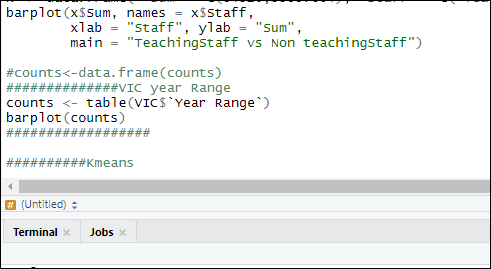 barplot(x$Sum, names = x$Staff,
xlab = "Staff", ylab = "Sum",
main = "TeachingStaff vs Non teachingStaff")
#counts<-data.frame(counts)
##############VIC year Range
counts <- table(VIC$`Year Range`)
barplot(counts)
##################
##########Kmeans
# (Untitled)
Terminal × Jobs ×